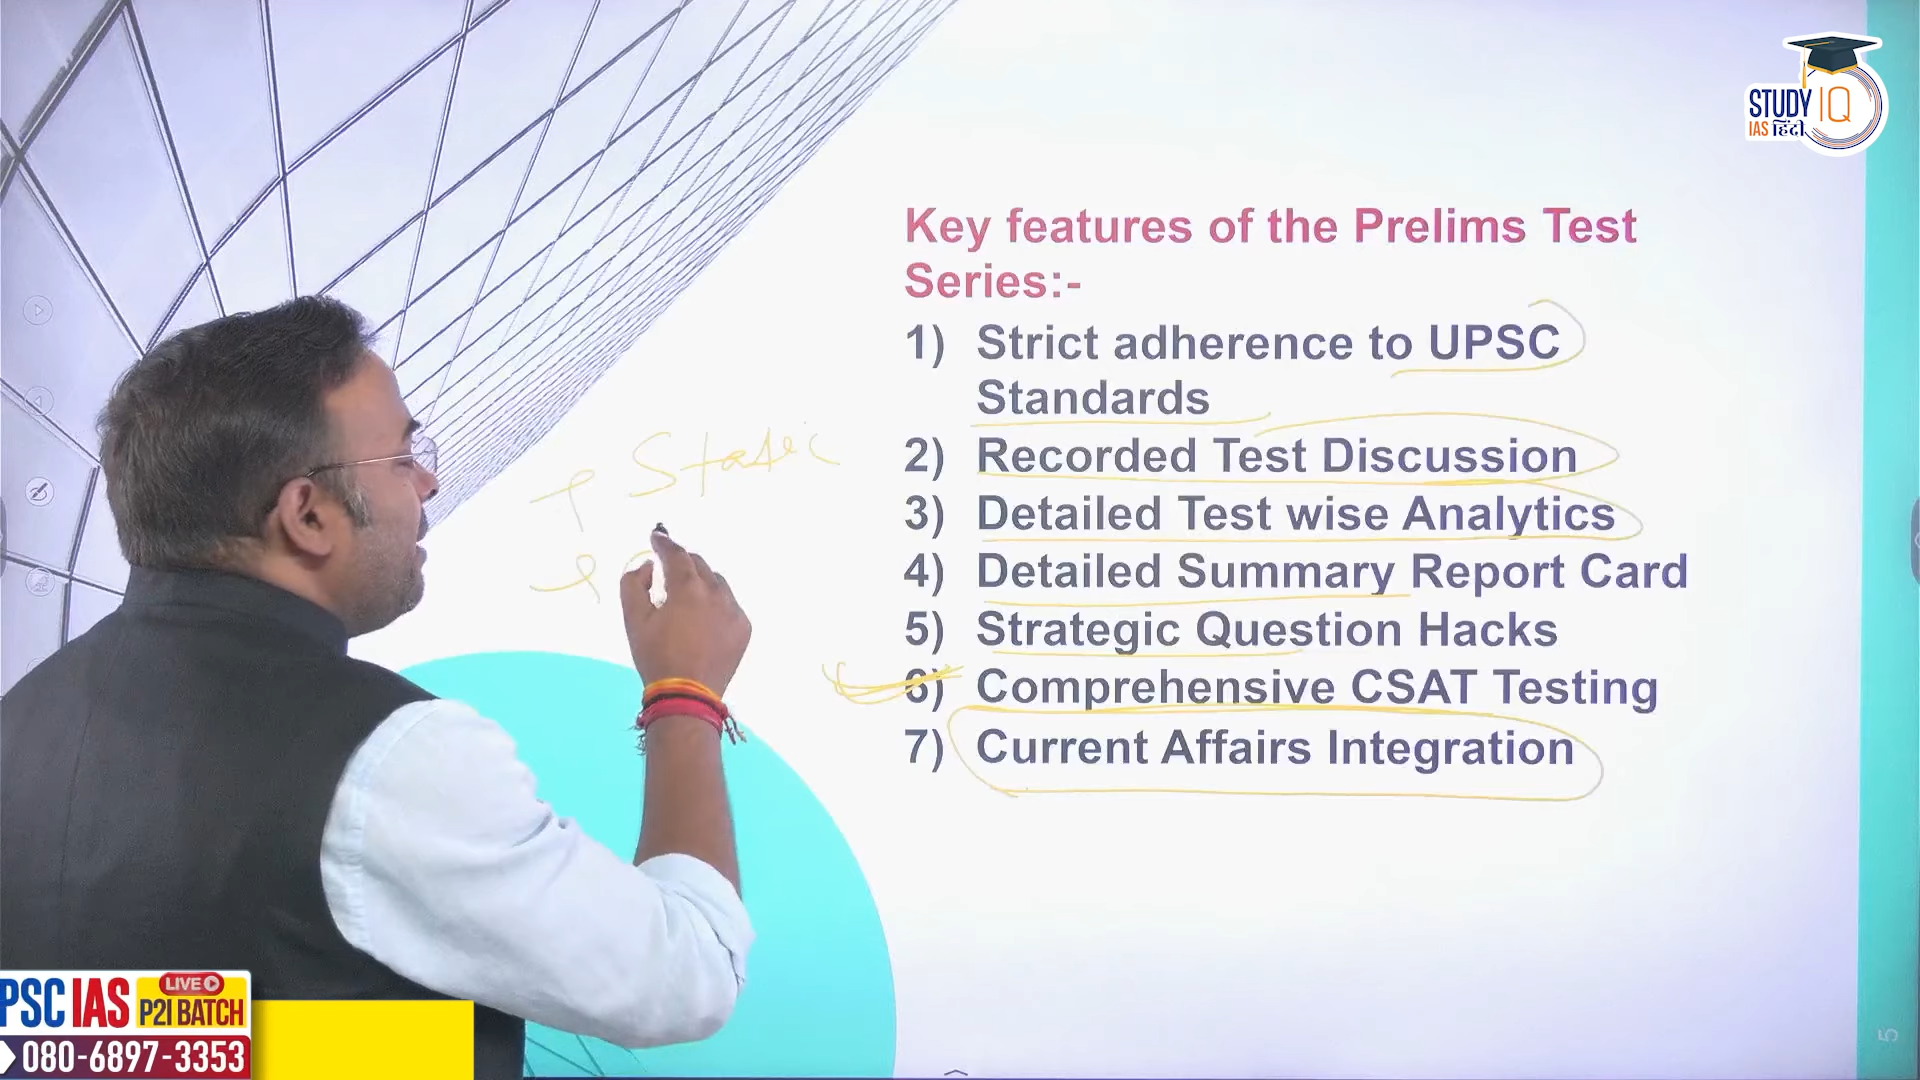 STUDY IQ
IAS हिंदी
Key features of the Prelims Test
Series:-
1) Strict adherence to UPSC
Standards
2) Recorded Test Discussion
3) Detailed Test wise Analytics
4) Detailed Summary Report Card
5) Strategic Question Hacks
6) Comprehensive CSAT Testing
7) Current Affairs Integration
Static
PSC IAS
LIVE
P2I BATCH
080-6897-3353
5